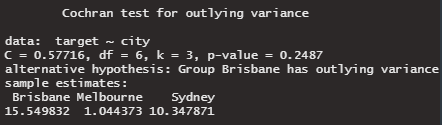 Cochran test for outlying variance
data: target ~ city
C = 0.57716, df = 6, k = 3, p-value = 0.2487
alternative hypothesis: Group Brisbane has outlying variance
sample estimates:
Brisbane Melbourne Sydney
15.549832 1.044373 10.347871